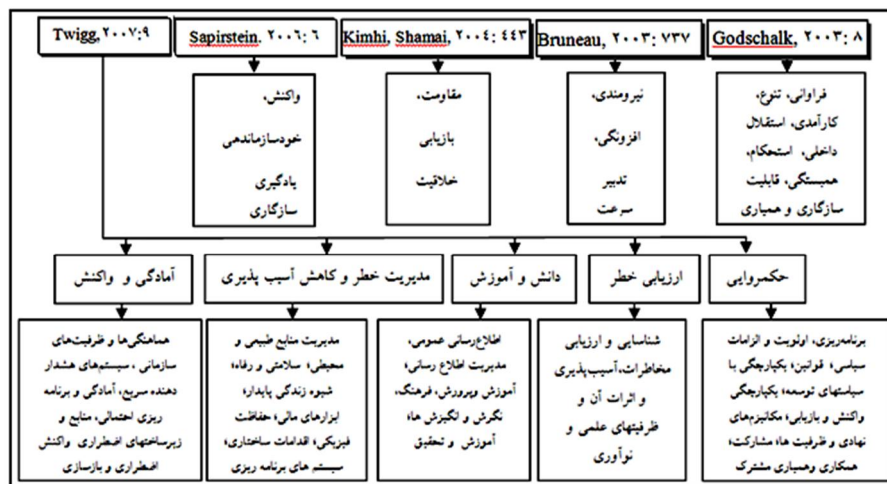 Godschalk, ۲۰۰۳: ۸
Bruneau, ۲۰۰۳: ۷۳۷
Kimhi, Shamai, ۲۰۰۴: ۴۴۳
Sapirstein. ۲۰۰۶: ۶
Twigg, ۲۰۰۷:۹
فراوانی، تنوع،
کارآمدی، استقلال
داخلی، استحکام،
همبستگی، قابلیت
سازگاری و همیاری
نیرومندی،
افزونگی،
تدبیر
سرعت
مقاومت،
بازیابی
خلاقیت
واکنش،
خودسازماندهی
یادگیری
سازگاری
حکمروایی
ارزیابی خطر
دانش و آموزش
مدیریت خطر و کاهش آسیب پذیری
آمادگی و واکنش
برنامه‌ریزی، اولویت و الزامات
سیاسی؛ قوانین؛ یکپارچگی با
سیاستهای توسعه؛ یکپارچگی
واکنش و بازیابی؛ مکانیزم‌های
نهادی و ظرفیت ها؛ مشارکت؛
همکاری وهمیاری مشترک
شناسایی و ارزیابی
مخاطرات،آسیب‌پذیری
و اثرات آن و
ظرفیتهای علمی و
نوآوری
اطلاع‌رسانی عمومی،
مدیریت اطلاع رسانی؛
آموزش وپرورش، فرهنگ،
نگرش و انگیزش ها؛
آموزش و تحقیق
مدیریت منابع طبیعی و
محیطی؛ سلامتی و رفاه؛
شیوه زندگی پایدار؛
ابزارهای مالی؛ حفاظت
فیزیکی؛ اقدامات ساختاری؛
سیستم های برنامه ریزی
هماهنگی‌ها و ظرفیت‌های
سازمانی ، سیستم‌های هشدار
دهنده سریع، آمادگی و برنامه
ریزی احتمالی، منابع و
زیرساختهای اضطراری واکنش
اضطراری و بازسازی